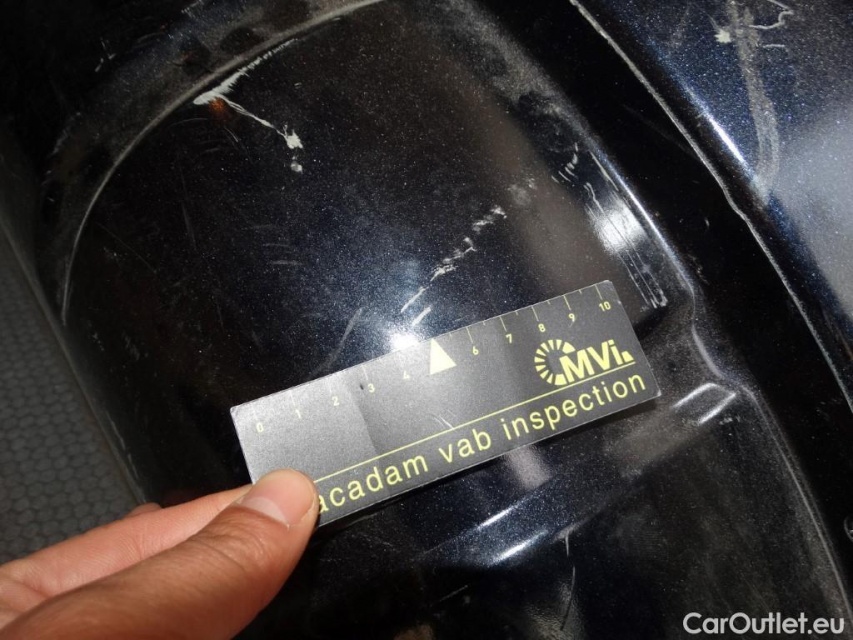 0 1 2 3 4 6 7 8 9 10
MVi
acadam vab inspection
CarOutlet.eu